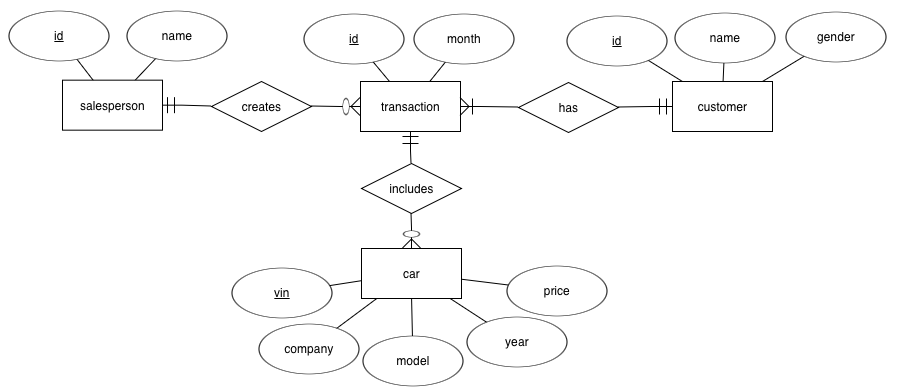 id
name
id
month
id
name
gender
salesperson
creates
transaction
has
customer
includes
car
vin
price
company
model
year